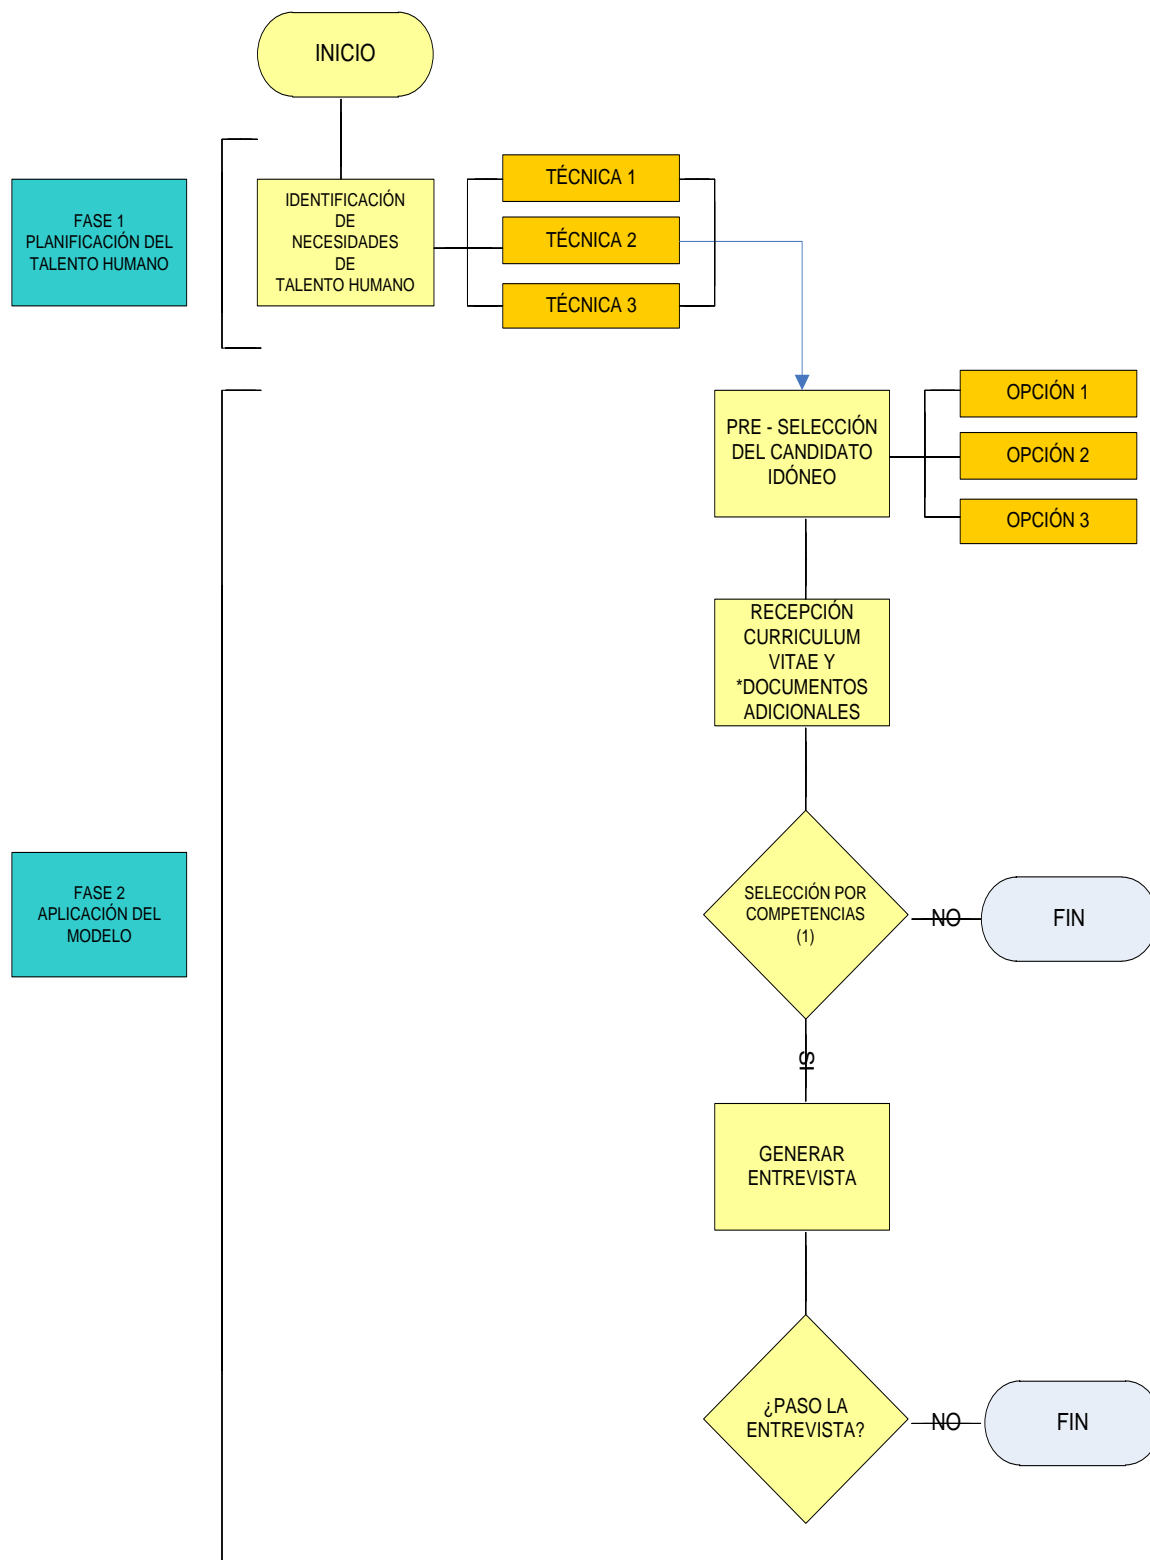 INICIO
FASE 1
PLANIFICACIÓN DEL
TALENTO HUMANO
IDENTIFICACIÓN
DE
NECESIDADES
DE
TALENTO HUMANO
TÉCNICA 1
TÉCNICA 2
TÉCNICA 3
PRE - SELECCIÓN
DEL CANDIDATO
IDÓNEO
OPCIÓN 1
OPCIÓN 2
OPCIÓN 3
RECEPCIÓN
CURRICULUM
VITAE Y
*DOCUMENTOS
ADICIONALES
FASE 2
APLICACIÓN DEL
MODELO
SELECCIÓN POR
COMPETENCIAS
(1)
NO
FIN
SI
GENERAR
ENTREVISTA
¿PASO LA
ENTREVISTA?
NO
FIN